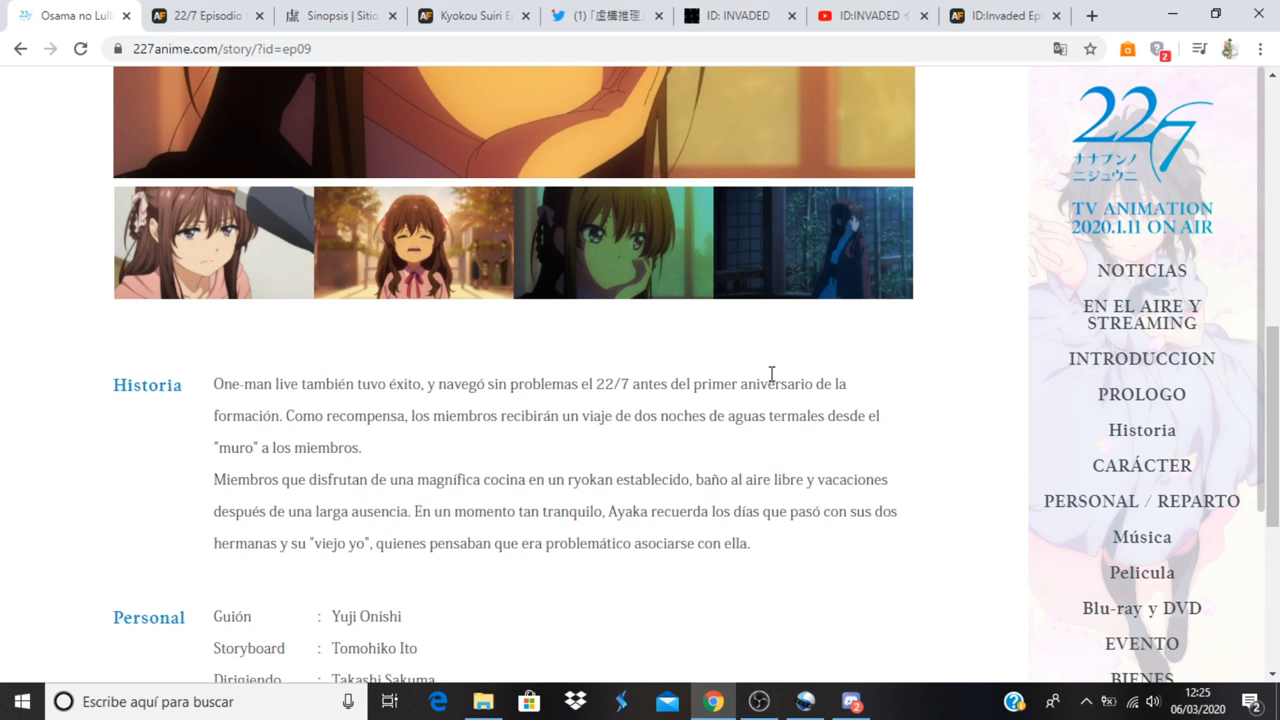 Osama no Lull
22/7 Episodio
Sinopsis | Sitio
Kyokou Suiri Ep
(1) 「虚構推理
ID: INVADED
ID:INVADED イ
ID:Invaded Epi
227anime.com/story/?id=ep09
2
22/7
ナナブンノ
ニジュウニ
TV ANIMATION
2020.1.11 ON AIR
NOTICIAS
EN EL AIRE Y
STREAMING
INTRODUCCION
PROLOGO
Historia
CARÁCTER
PERSONAL / REPARTO
Música
Pelicula
Blu-ray y DVD
EVENTO
BIENES
Historia
One-man live también tuvo éxito, y navegó sin problemas el 22/7 antes del primer aniversario de la
formación. Como recompensa, los miembros recibirán un viaje de dos noches de aguas termales desde el
"muro" a los miembros.
Miembros que disfrutan de una magnífica cocina en un ryokan establecido, baño al aire libre y vacaciones
después de una larga ausencia. En un momento tan tranquilo, Ayaka recuerda los días que pasó con sus dos
hermanas y su "viejo yo", quienes pensaban que era problemático asociarse con ella.
Personal
Guión : Yuji Onishi
Storyboard : Tomohiko Ito
Dirigiendo : Takashi Sakuma
Escribe aquí para buscar
12:25
06/03/2020
2